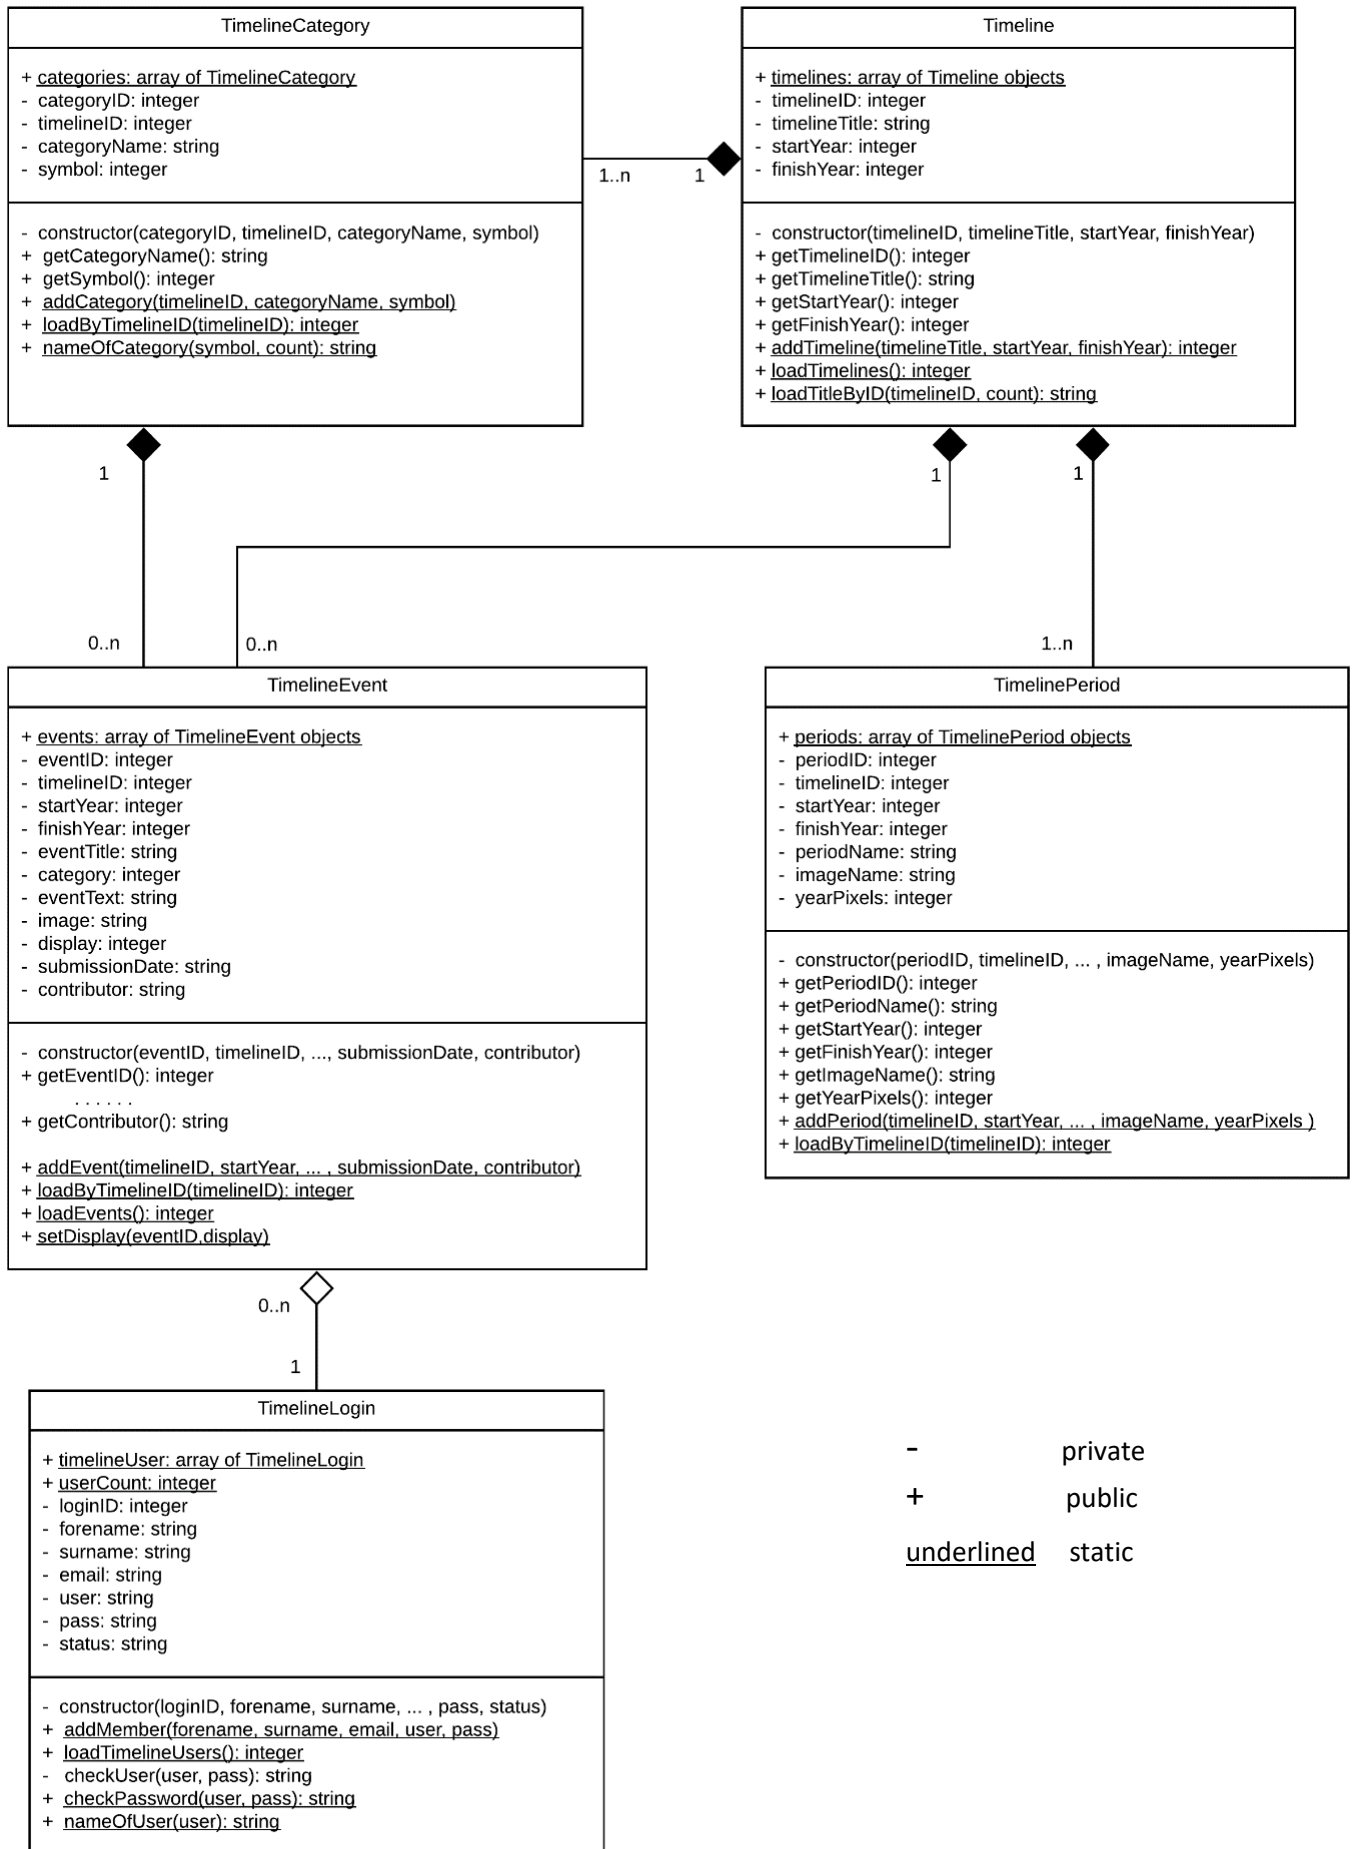 TimelineCategory
+ categories: array of TimelineCategory
- categoryID: integer
- timelineID: integer
- categoryName: string
- symbol: integer
- constructor(categoryID, timelineID, categoryName, symbol)
+ getCategoryName(): string
+ getSymbol(): integer
+ addCategory(timelineID, categoryName, symbol)
+ loadByTimelineID(timelineID): integer
+ nameOfCategory(symbol, count): string
1..n
1
Timeline
+ timelines: array of Timeline objects
- timelineID: integer
- timelineTitle: string
- startYear: integer
- finishYear: integer
- constructor(timelineID, timelineTitle, startYear, finishYear)
+ getTimelineID(): integer
+ getTimelineTitle(): string
+ getStartYear(): integer
+ getFinishYear(): integer
+ addTimeline(timelineTitle, startYear, finishYear): integer
+ loadTimelines(): integer
+ loadTitleByID(timelineID, count): string
1
1
1
0..n
0..n
1..n
TimelineEvent
+ events: array of TimelineEvent objects
- eventID: integer
- timelineID: integer
- startYear: integer
- finishYear: integer
- eventTitle: string
- category: integer
- eventText: string
- image: string
- display: integer
- submissionDate: string
- contributor: string
- constructor(eventID, timelineID, ..., submissionDate, contributor)
+ getEventID(): integer
. . . . . .
+ getContributor(): string
+ addEvent(timelineID, startYear, ... , submissionDate, contributor)
+ loadByTimelineID(timelineID): integer
+ loadEvents(): integer
+ setDisplay(eventID,display)
TimelinePeriod
+ periods: array of TimelinePeriod objects
- periodID: integer
- timelineID: integer
- startYear: integer
- finishYear: integer
- periodName: string
- imageName: string
- yearPixels: integer
- constructor(periodID, timelineID, ... , imageName, yearPixels)
+ getPeriodID(): integer
+ getPeriodName(): string
+ getStartYear(): integer
+ getFinishYear(): integer
+ getImageName(): string
+ getYearPixels(): integer
+ addPeriod(timelineID, startYear, ... , imageName, yearPixels )
+ loadByTimelineID(timelineID): integer
0..n
1
TimelineLogin
+ timelineUser: array of TimelineLogin
+ userCount: integer
- loginID: integer
- forename: string
- surname: string
- email: string
- user: string
- pass: string
- status: string
- constructor(loginID, forename, surname, ... , pass, status)
+ addMember(forename, surname, email, user, pass)
+ loadTimelineUsers(): integer
- checkUser(user, pass): string
+ checkPassword(user, pass): string
+ nameOfUser(user): string
- private
+ public
underlined static